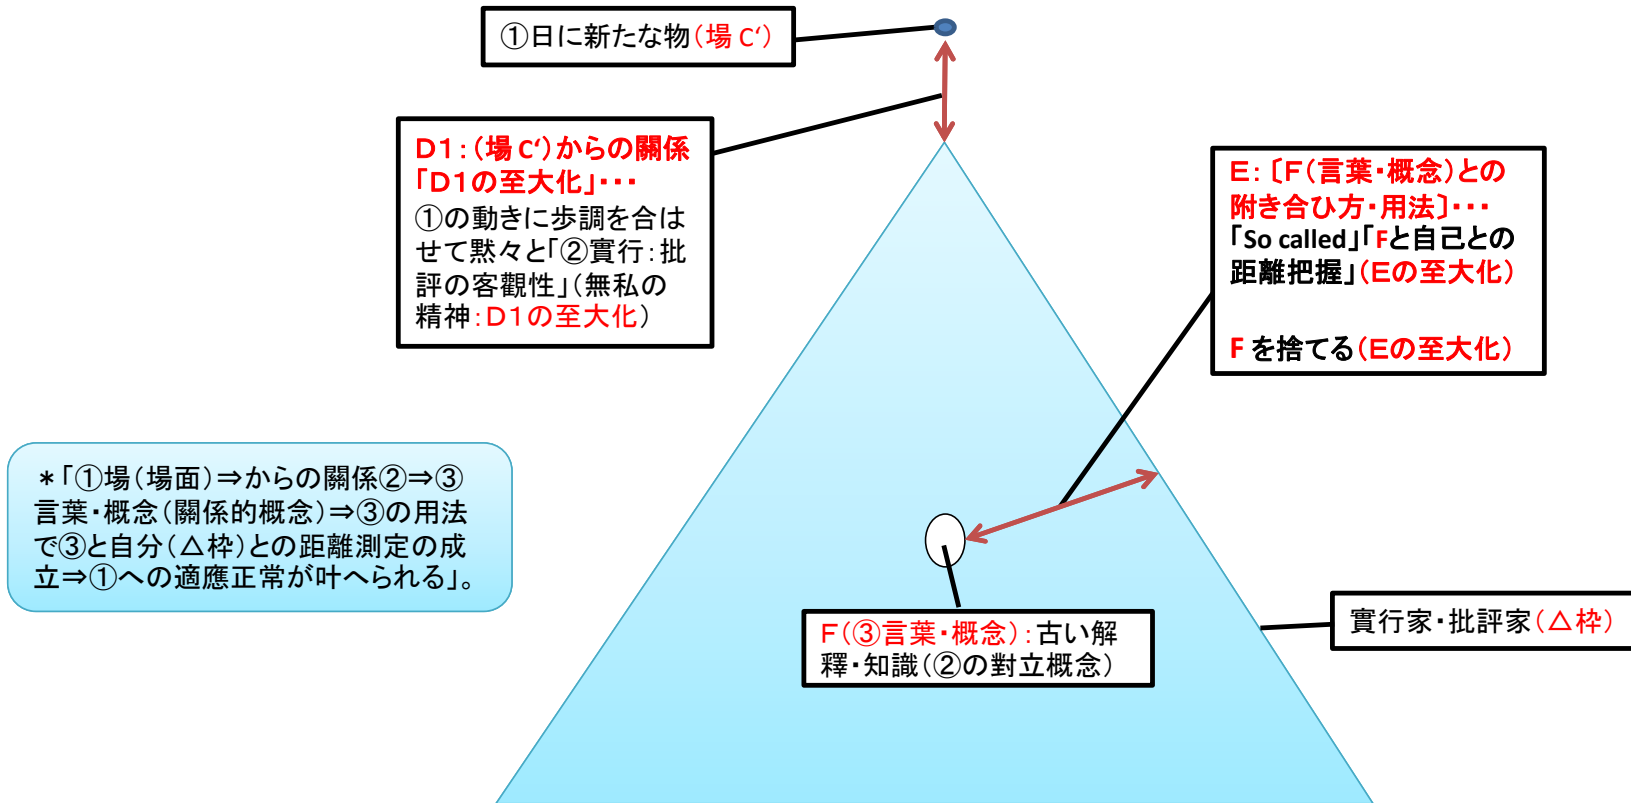 ①日に新たな物(場 C‘)
D1:(場 C‘)からの關係
「D1の至大化」・・・
①の動きに歩調を合は
せて黙々と「②實行:批
評の客觀性」(無私の
精神:D1の至大化)
E:〔F(言葉・概念)との
附き合ひ方・用法〕・・・
「So called」「Fと自己との
距離把握」(Eの至大化)
F を捨てる(Eの至大化)
*「①場(場面)⇒からの關係②⇒③
言葉・概念(關係的概念)⇒③の用法
で③と自分(△枠)との距離測定の成
立⇒①への適應正常が叶へられる」。
F(③言葉・概念):古い解
釋・知識(②の對立概念)
實行家・批評家(△枠)